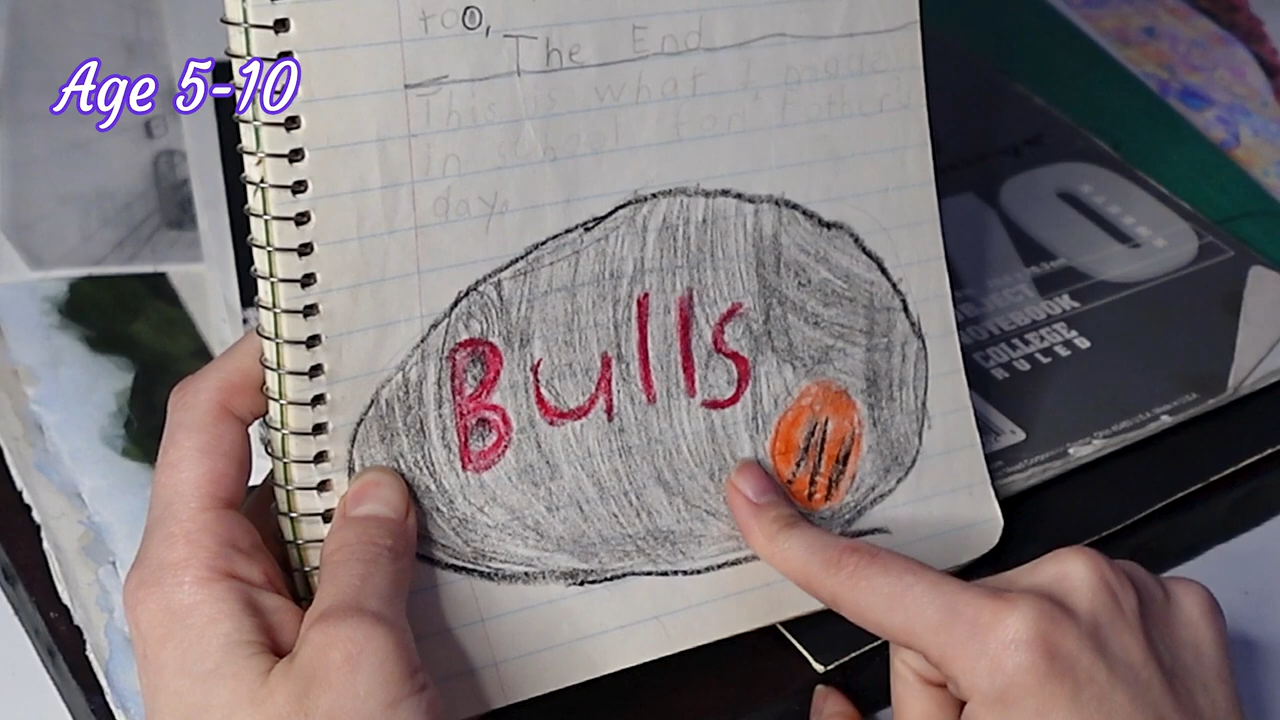 Age 5-10
too,
The End
This is what I made
in school for Father's
day.
Bulls
NOTEBOOK
COLLEGE
RULED